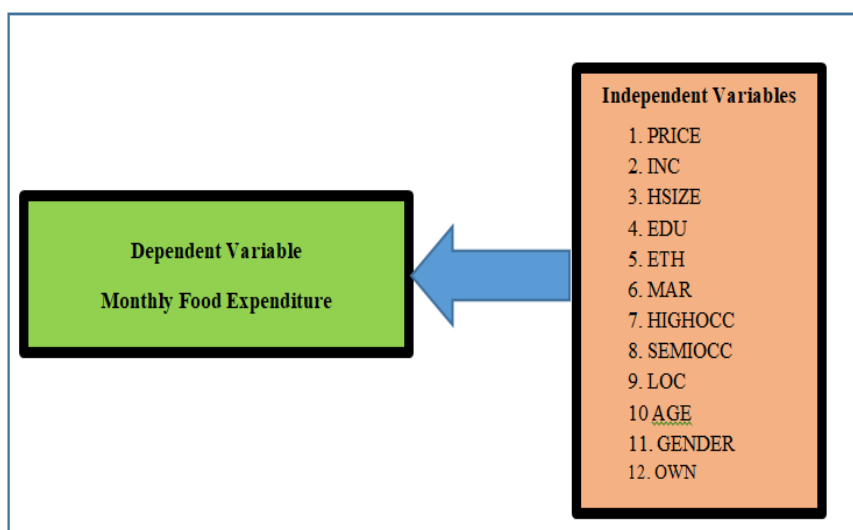 Dependent Variable
Monthly Food Expenditure
Independent Variables
1. PRICE
2. INC
3. HSIZE
4. EDU
5. ETH
6. MAR
7. HIGHOCC
8. SEMIOCC
9. LOC
10 AGE
11. GENDER
12. OWN